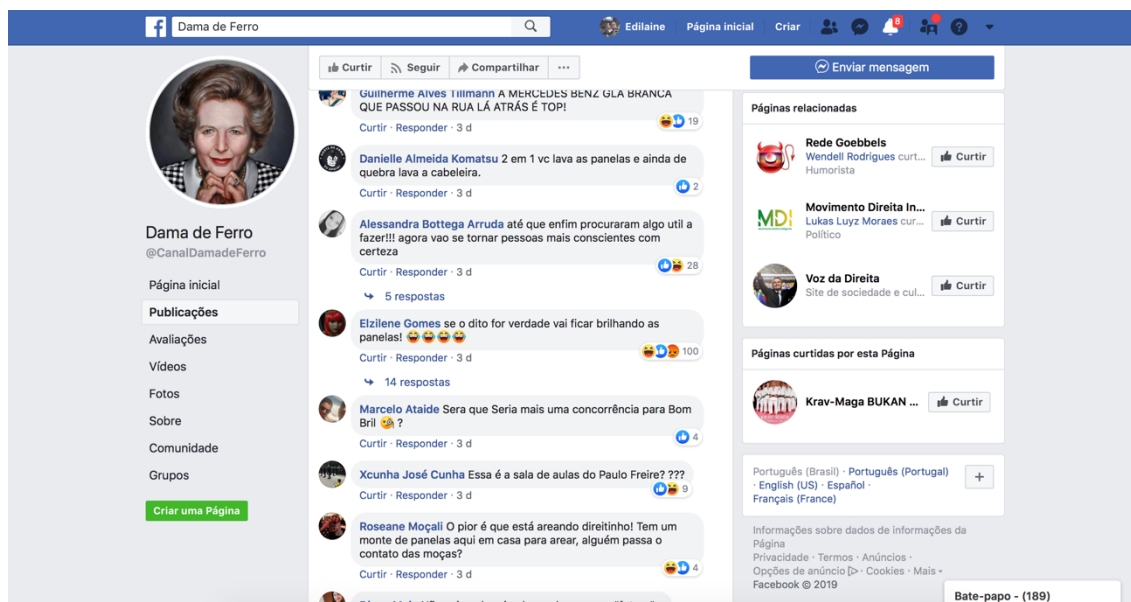 Dama de Ferro
Edilaine
Página inicial
Criar
8
Curtir
Seguir
Compartilhar
Enviar mensagem
Dama de Ferro
@CanalDamadeFerro
Página inicial
Publicações
Avaliações
Vídeos
Fotos
Sobre
Comunidade
Grupos
Criar uma Página
Guilherme Alves Tillmann A MERCEDES BENZ GLA BRANCA
QUE PASSOU NA RUA LÁ ATRÁS É TOP!
19
Curtir · Responder · 3 d
Danielle Almeida Komatsu 2 em 1 vc lava as panelas e ainda de
quebra lava a cabeleira.
2
Curtir · Responder · 3 d
Alessandra Bottega Arruda até que enfim procuraram algo util a
fazer!!! agora vao se tornar pessoas mais conscientes com
certeza
28
Curtir · Responder · 3 d
5 respostas
Elzilene Gomes se o dito for verdade vai ficar brilhando as
panelas!
100
Curtir · Responder · 3 d
14 respostas
Marcelo Ataide Sera que Seria mais uma concorrência para Bom
Bril ?
4
Curtir · Responder · 3 d
Xcunha José Cunha Essa é a sala de aulas do Paulo Freire? ???
9
Curtir · Responder · 3 d
Roseane Moçali O pior é que está areando direitinho! Tem um
monte de panelas aqui em casa para arear, alguém passa o
contato das moças?
4
Curtir · Responder · 3 d
Páginas relacionadas
Rede Goebbels
Wendell Rodrigues curt...
Humorista
Curtir
Movimento Direita In...
Lukas Luyz Moraes cur...
Político
Curtir
MDI
Voz da Direita
Site de sociedade e cul...
Curtir
Páginas curtidas por esta Página
Krav-Maga BUKAN ...
Curtir
Português (Brasil) · Português (Portugal)
· English (US) · Español ·
Français (France)
Informações sobre dados de informações da
Página
Privacidade · Termos · Anúncios ·
Opções de anúncio · Cookies · Mais
Facebook © 2019
Bate-papo - (189)